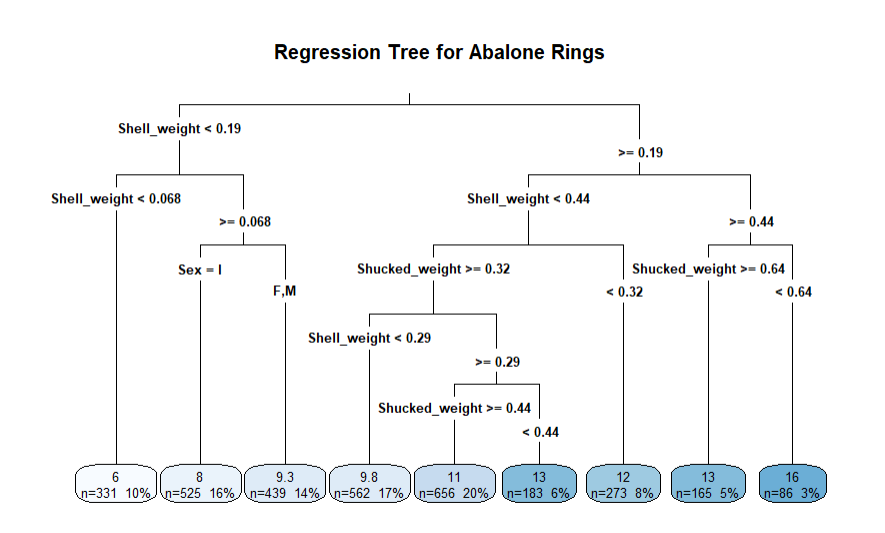 Regression Tree for Abalone Rings
Shell_weight < 0.19
>= 0.19
Shell_weight < 0.068
Shell_weight < 0.44
>= 0.068
>= 0.44
Sex = I
Shucked_weight >= 0.32
Shucked_weight >= 0.64
F,M
< 0.32
< 0.64
Shell_weight < 0.29
>= 0.29
Shucked_weight >= 0.44
< 0.44
6
n=331 10%
8
n=525 16%
9.3
n=439 14%
9.8
n=562 17%
11
n=656 20%
13
n=183 6%
12
n=273 8%
13
n=165 5%
16
n=86 3%